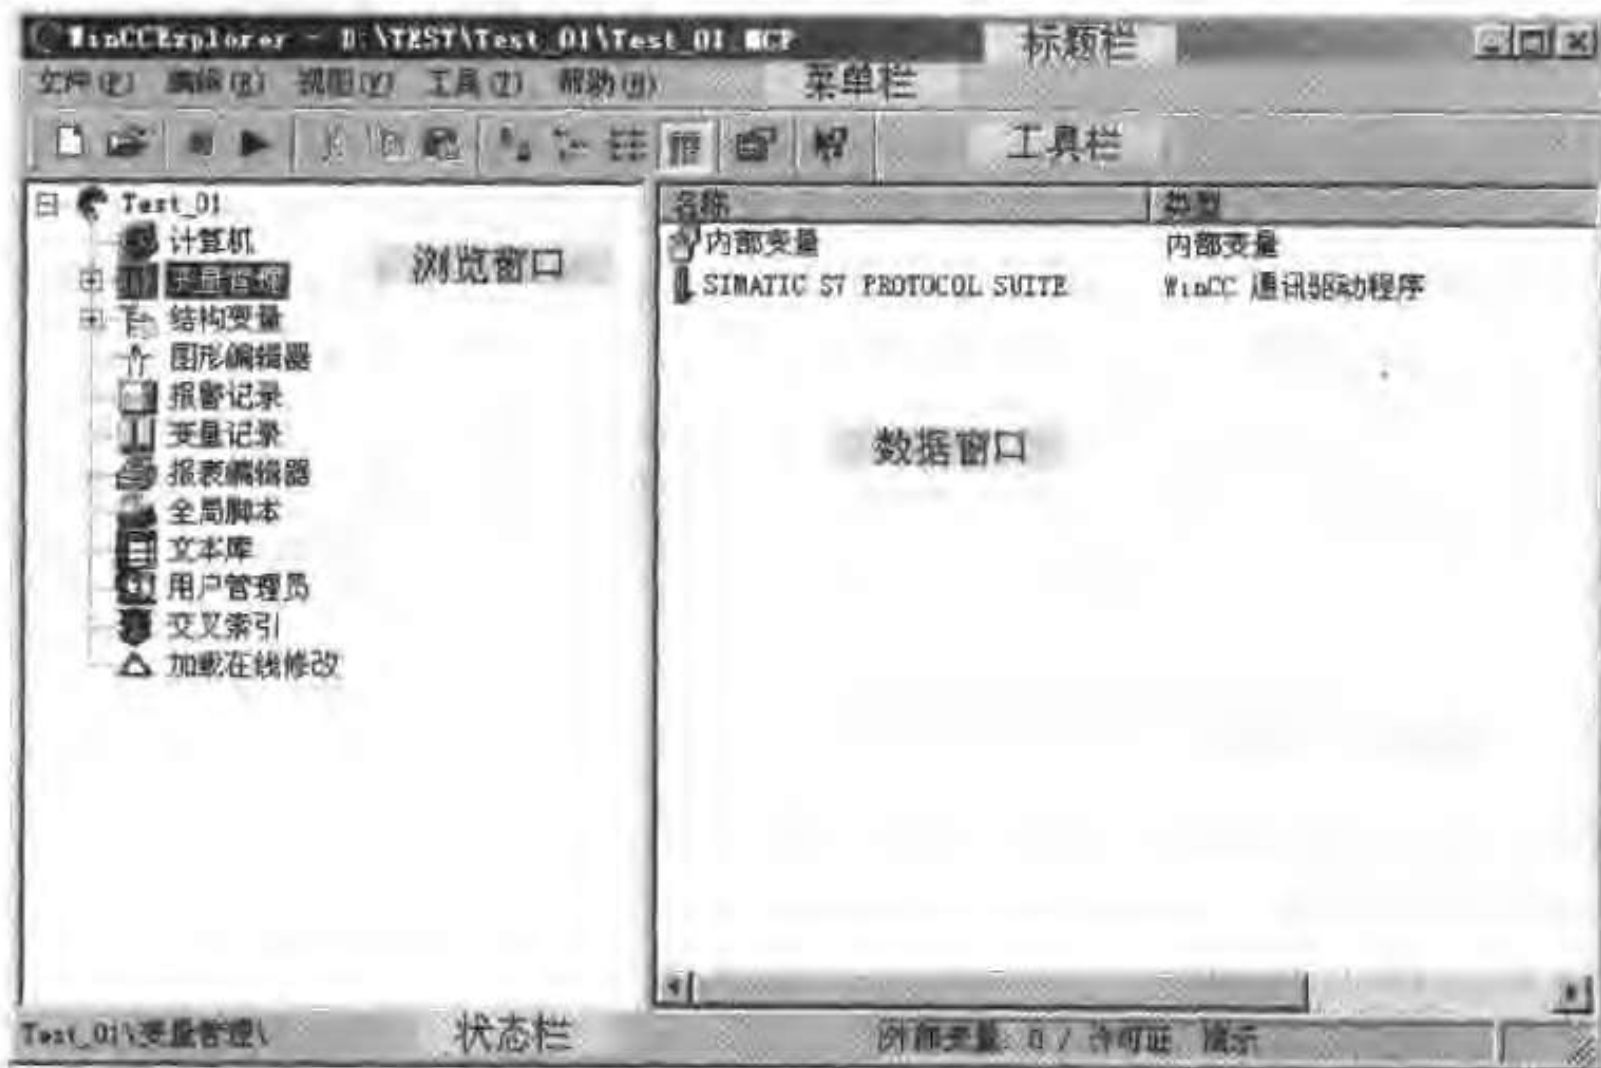 WinCCExplorer - D:\TEST\Test_01\Test_01.MCP 标题栏
文件(F) 编辑(E) 视图(V) 工具(T) 帮助(H) 菜单栏
工具栏
Test_01
计算机
变量管理
结构变量
图形编辑器
报警记录
变量记录
报表编辑器
全局脚本
文本库
用户管理员
交叉索引
加载在线修改
浏览窗口
名称 类型
内部变量 内部变量
SIMATIC S7 PROTOCOL SUITE WinCC 通讯驱动程序
数据窗口
Test_01\变量管理\ 状态栏 外部变量: 0 / 许可证 演示